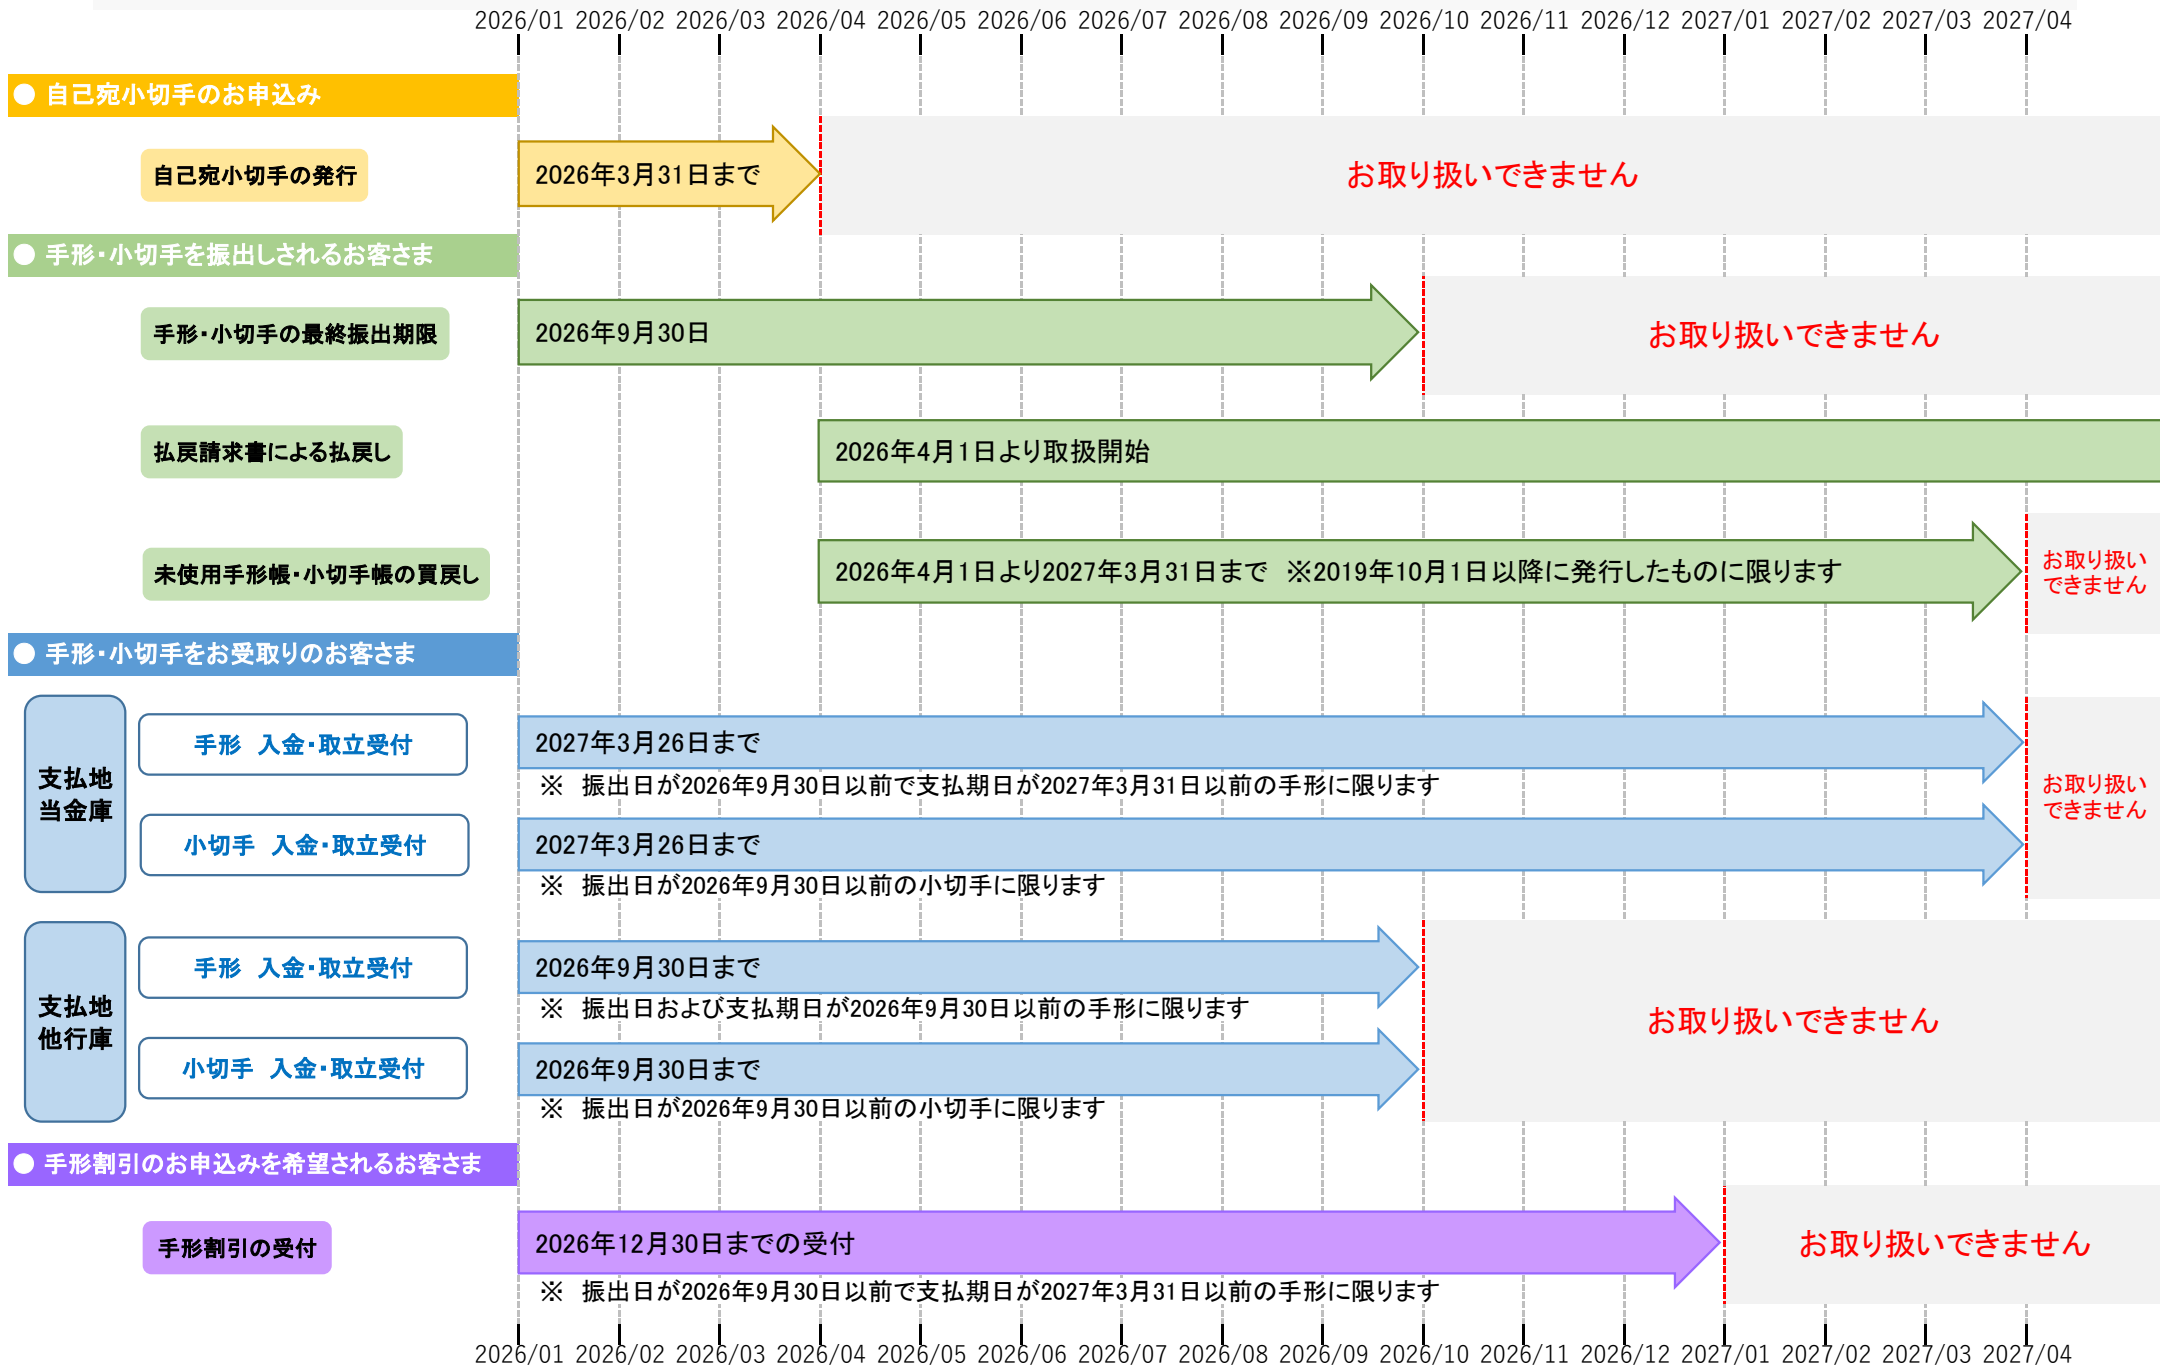 2026/01 2026/02 2026/03 2026/04 2026/05 2026/06 2026/07 2026/08 2026/09 2026/10 2026/11 2026/12 2027/01 2027/02 2027/03 2027/04
● 自己宛小切手のお申込み
自己宛小切手の発行
2026年3月31日まで
お取り扱いできません
● 手形・小切手を振出しされるお客さま
手形・小切手の最終振出期限
2026年9月30日
お取り扱いできません
払戻請求書による払戻し
2026年4月1日より取扱開始
未使用手形帳・小切手帳の買戻し
2026年4月1日より2027年3月31日まで　※2019年10月1日以降に発行したものに限ります
お取り扱い
できません
● 手形・小切手をお受取りのお客さま
支払地
当金庫
手形　入金・取立受付
2027年3月26日まで
※　振出日が2026年9月30日以前で支払期日が2027年3月31日以前の手形に限ります
小切手　入金・取立受付
2027年3月26日まで
※　振出日が2026年9月30日以前の小切手に限ります
お取り扱い
できません
支払地
他行庫
手形　入金・取立受付
2026年9月30日まで
※　振出日および支払期日が2026年9月30日以前の手形に限ります
小切手　入金・取立受付
2026年9月30日まで
※　振出日が2026年9月30日以前の小切手に限ります
お取り扱いできません
● 手形割引のお申込みを希望されるお客さま
手形割引の受付
2026年12月30日までの受付
※　振出日が2026年9月30日以前で支払期日が2027年3月31日以前の手形に限ります
お取り扱いできません
2026/01 2026/02 2026/03 2026/04 2026/05 2026/06 2026/07 2026/08 2026/09 2026/10 2026/11 2026/12 2027/01 2027/02 2027/03 2027/04